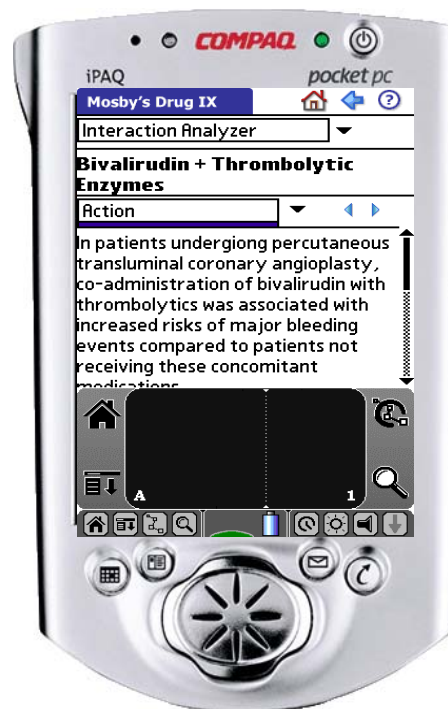 COMPAQ
iPAQ pocket pc
Mosby's Drug IX
?
Interaction Analyzer
Bivalirudin + Thrombolytic
Enzymes
Action
In patients undergiong percutaneous
transluminal coronary angioplasty,
co-administration of bivalirudin with
thrombolytics was associated with
increased risks of major bleeding
events compared to patients not
receiving these concomitant
medications
A 1